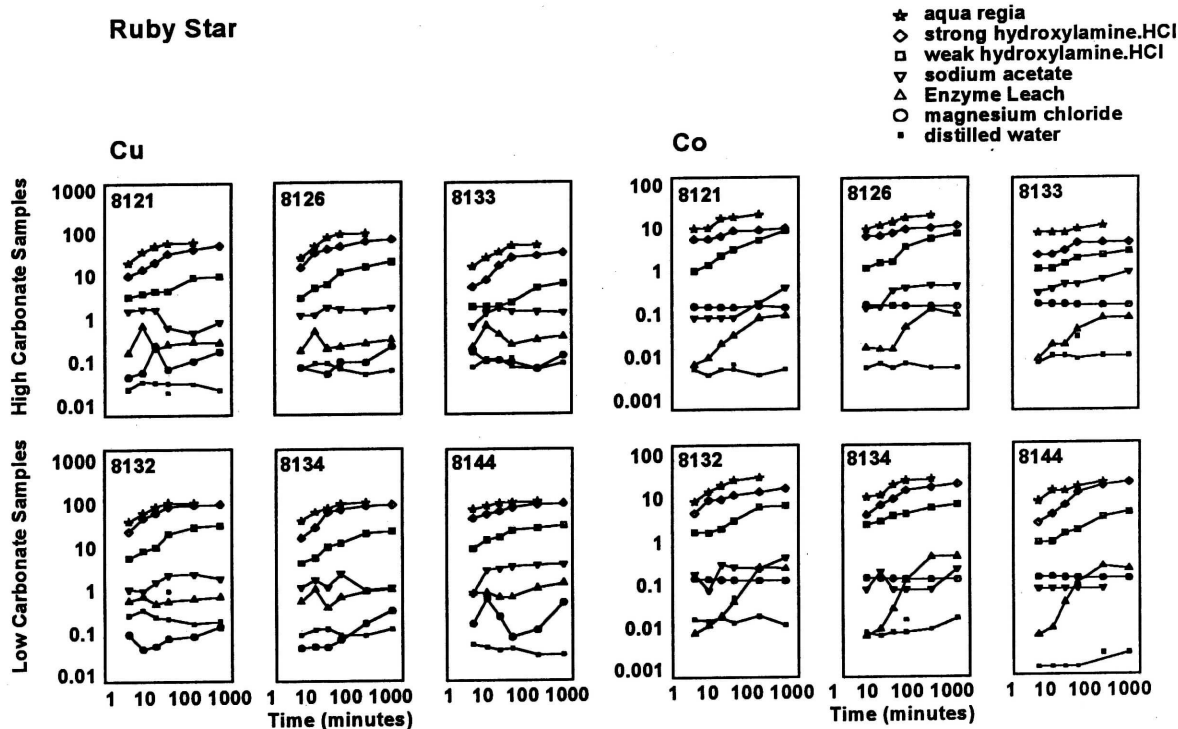 Ruby Star
aqua regia
strong hydroxylamine.HCl
weak hydroxylamine.HCl
sodium acetate
Enzyme Leach
magnesium chloride
distilled water
Cu
Co
High Carbonate Samples
1000
100
10
1
0.1
0.01
8121
8126
8133
100
10
1
0.1
0.01
0.001
8121
8126
8133
Low Carbonate Samples
1000
100
10
1
0.1
0.01
8132
8134
8144
100
10
1
0.1
0.01
0.001
8132
8134
8144
1 10 100 1000 1 10 100 1000 1 10 100 1000
Time (minutes)
1 10 100 1000 1 10 100 1000 1 10 100 1000
Time (minutes)